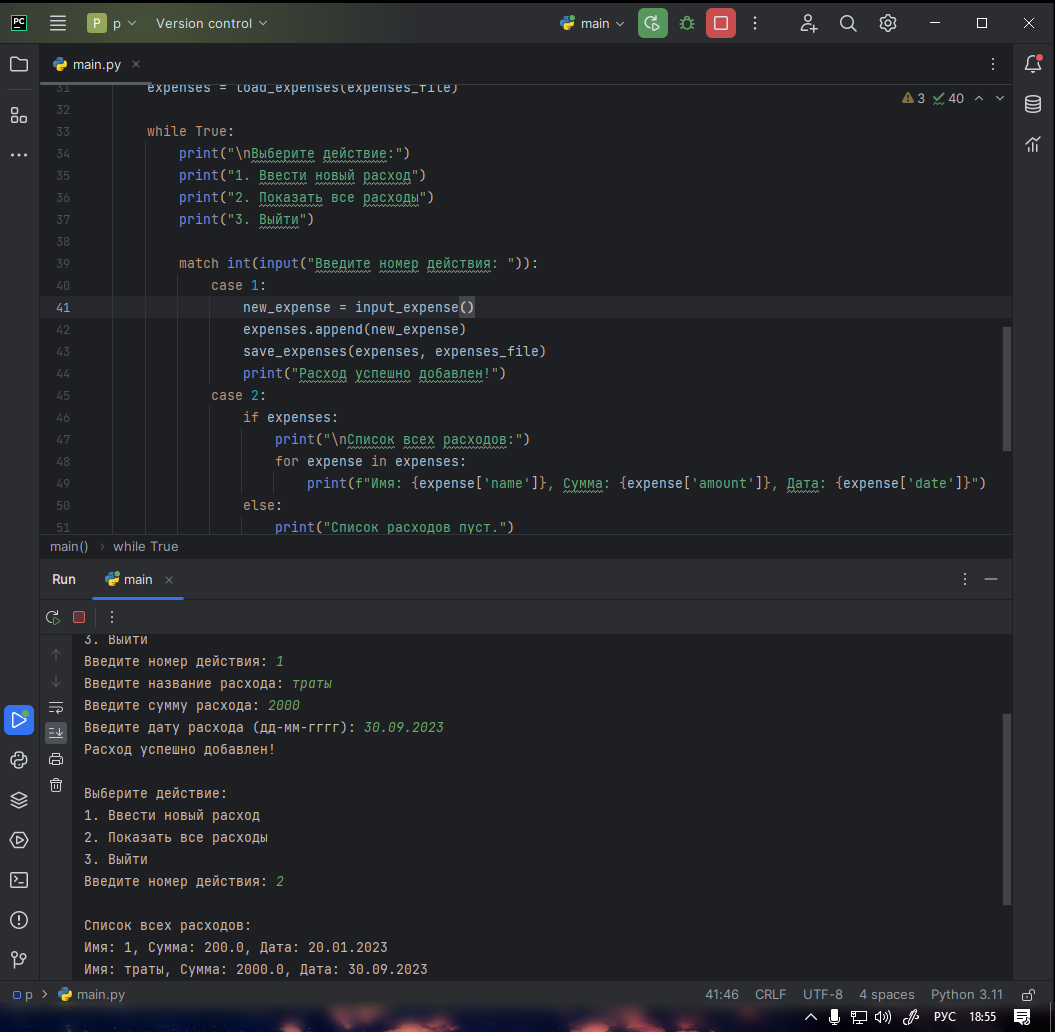 PC P p Version control main
main.py
31 expenses = load_expenses(expenses_file)
3 40
32
33 while True:
34 print("\nВыберите действие:")
35 print("1. Ввести новый расход")
36 print("2. Показать все расходы")
37 print("3. Выйти")
38
39 match int(input("Введите номер действия: ")):
40 case 1:
41 new_expense = input_expense()
42 expenses.append(new_expense)
43 save_expenses(expenses, expenses_file)
44 print("Расход успешно добавлен!")
45 case 2:
46 if expenses:
47 print("\nСписок всех расходов:")
48 for expense in expenses:
49 print(f"Имя: {expense['name']}, Сумма: {expense['amount']}, Дата: {expense['date']}")
50 else:
51 print("Список расходов пуст.")
main() › while True
Run main
3. Выйти
Введите номер действия: 1
Введите название расхода: траты
Введите сумму расхода: 2000
Введите дату расхода (дд-мм-гггг): 30.09.2023
Расход успешно добавлен!
Выберите действие:
1. Ввести новый расход
2. Показать все расходы
3. Выйти
Введите номер действия: 2
Список всех расходов:
Имя: 1, Сумма: 200.0, Дата: 20.01.2023
Имя: траты, Сумма: 2000.0, Дата: 30.09.2023
p › main.py 41:46 CRLF UTF-8 4 spaces Python 3.11
РУС 18:55